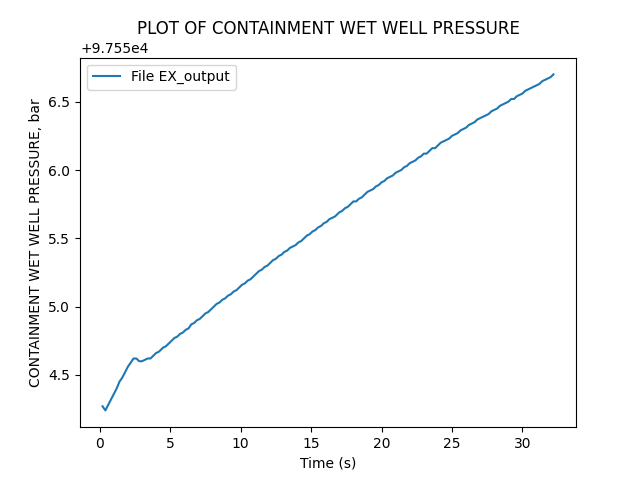 PLOT OF CONTAINMENT WET WELL PRESSURE
+9.755e4
File EX_output
6.5
6.0
5.5
5.0
4.5
CONTAINMENT WET WELL PRESSURE, bar
0 5 10 15 20 25 30
Time (s)